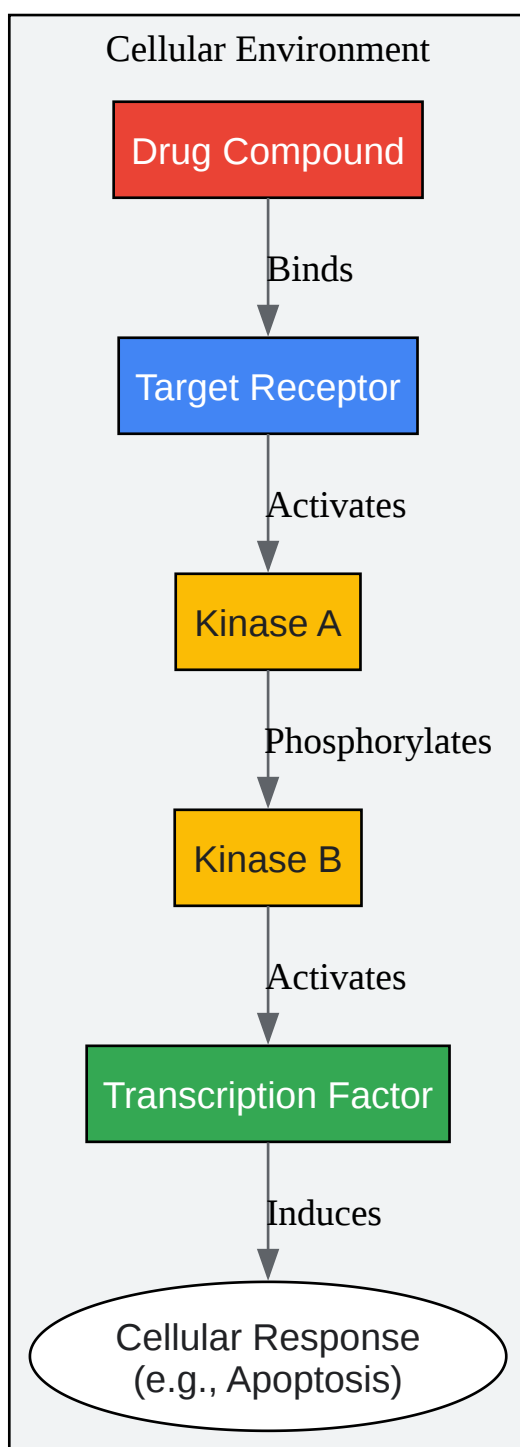 Cellular Environment
Drug Compound
Binds
Target Receptor
Activates
Kinase A
Phosphorylates
Kinase B
Activates
Transcription Factor
Induces
Cellular Response
(e.g., Apoptosis)